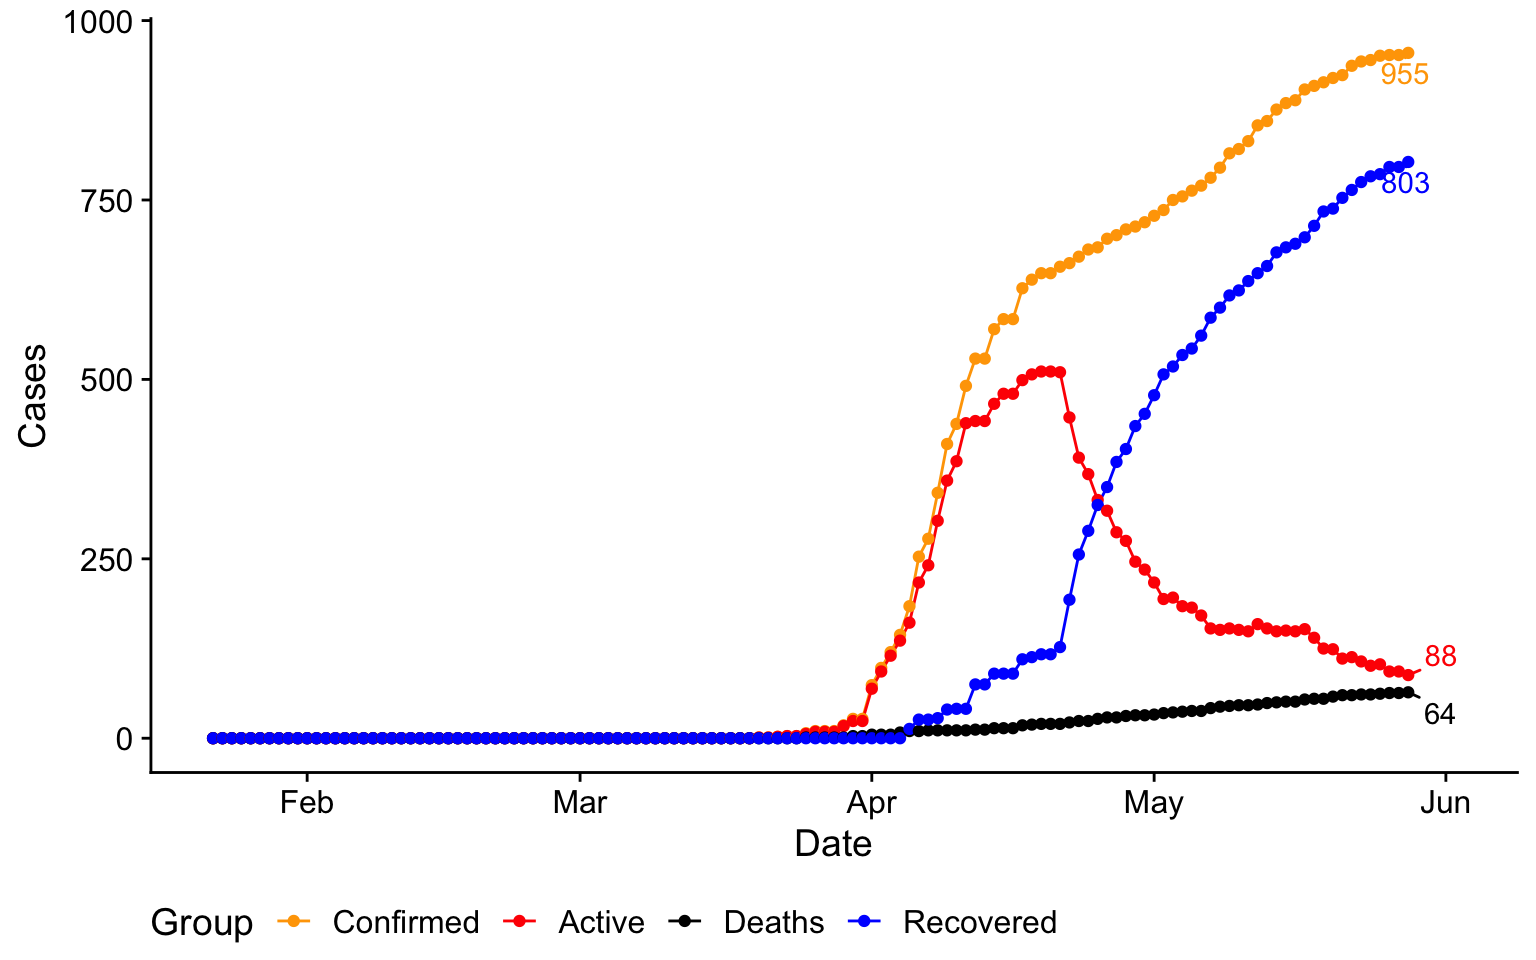 1000
750
500
250
0
Cases
955
803
88
64
Feb Mar Apr May Jun
Date
Group Confirmed Active Deaths Recovered